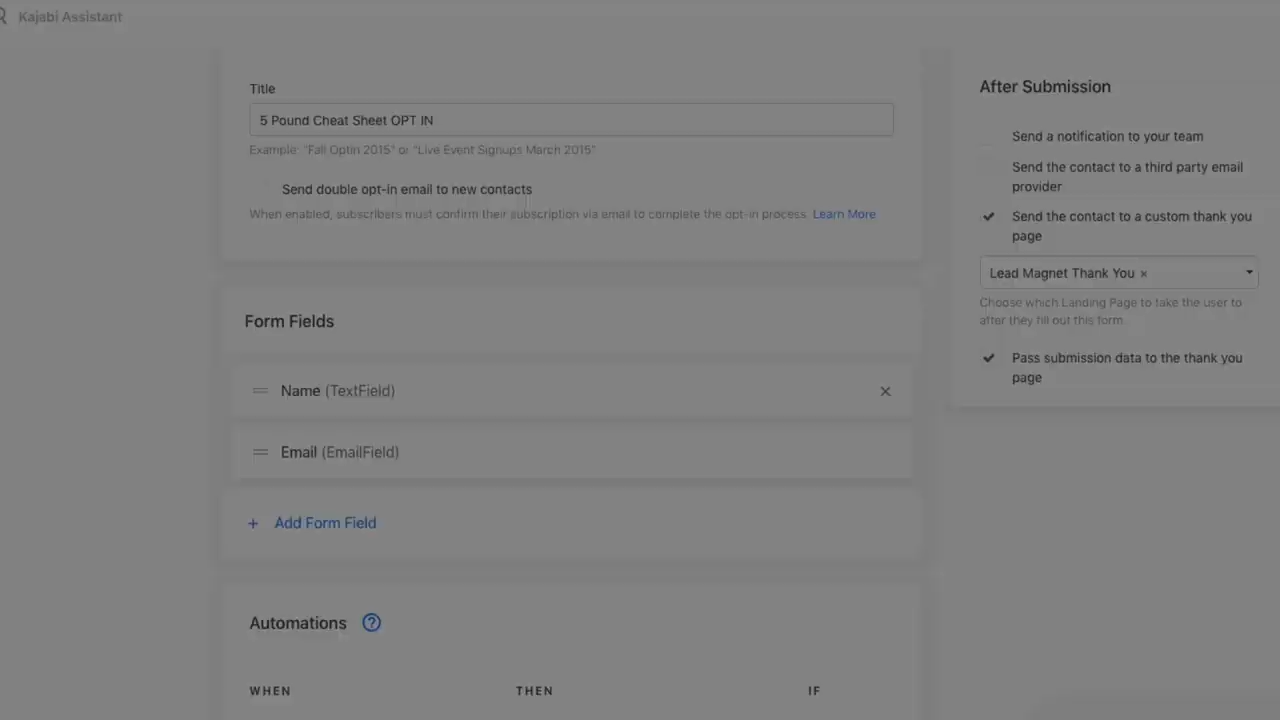 Kajabi Assistant
Title
5 Pound Cheat Sheet OPT IN
Example: "Fall Optin 2015" or "Live Event Signups March 2015"
Send double opt-in email to new contacts
When enabled, subscribers must confirm their subscription via email to complete the opt-in process. Learn More
Form Fields
Name (TextField)
Email (EmailField)
+ Add Form Field
Automations ?
WHEN THEN IF
After Submission
Send a notification to your team
Send the contact to a third party email
provider
Send the contact to a custom thank you
page
Lead Magnet Thank You ×
Choose which Landing Page to take the user to
after they fill out this form.
Pass submission data to the thank you
page